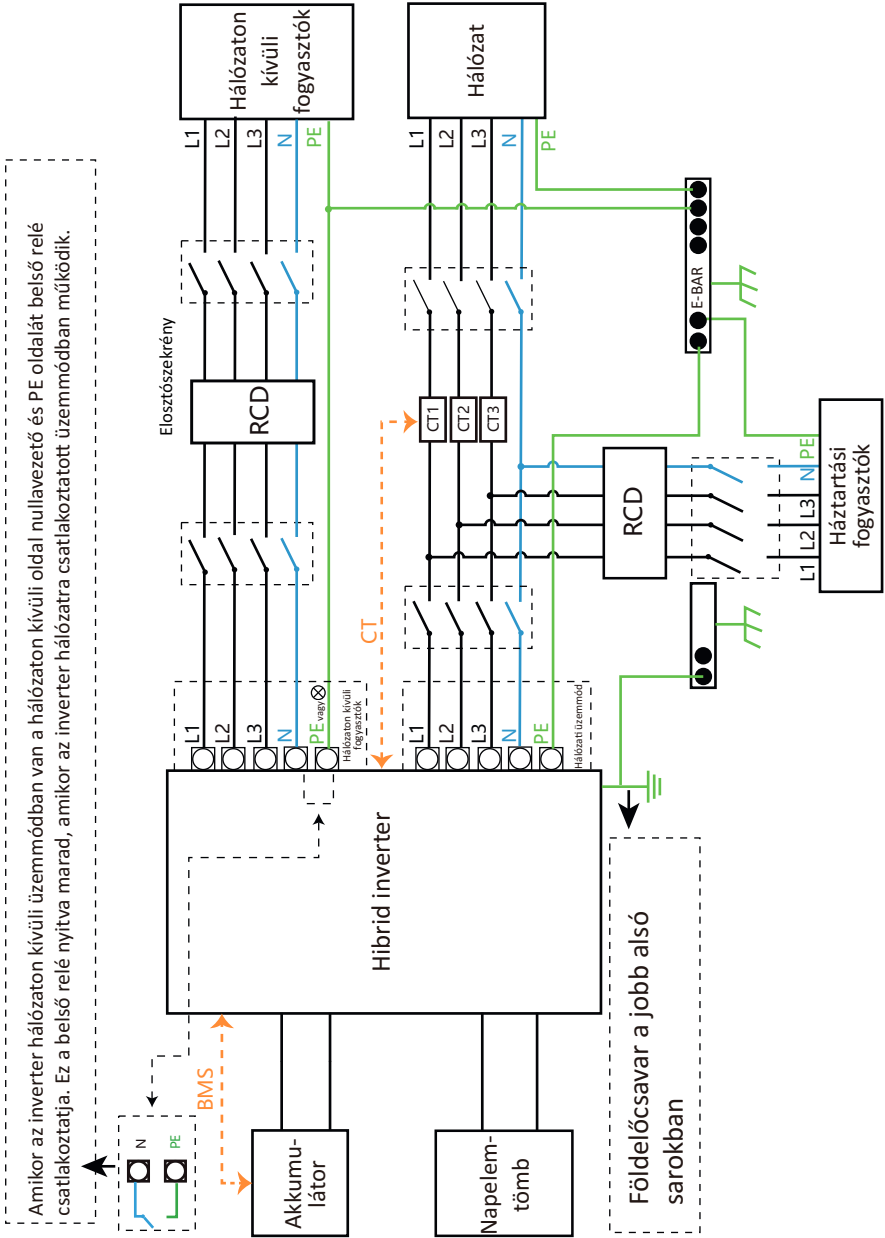 Amikor az inverter hálózaton kívüli üzemmódban van a hálózaton kívüli oldal nullavezető és PE oldalát belső relé
csatlakoztatja. Ez a belső relé nyitva marad, amikor az inverter hálózatra csatlakoztatott üzemmódban működik.
N
PE
BMS
Akkumu-
látor
Napelem-
tömb
Hibrid inverter
Földelőcsavar a jobb alsó
sarokban
L1
L2
L3
N
PE
vagy
Hálózaton kívüli
fogyasztók
CT
L1
L2
L3
N
PE
Hálózati üzemmód
Elosztószekrény
RCD
CT1
CT2
CT3
RCD
L1
L2
L3
N
PE
Háztartási
fogyasztók
E-BAR
L1
L2
L3
N
PE
Hálózaton
kívüli
fogyasztók
L1
L2
L3
N
PE
Hálózat